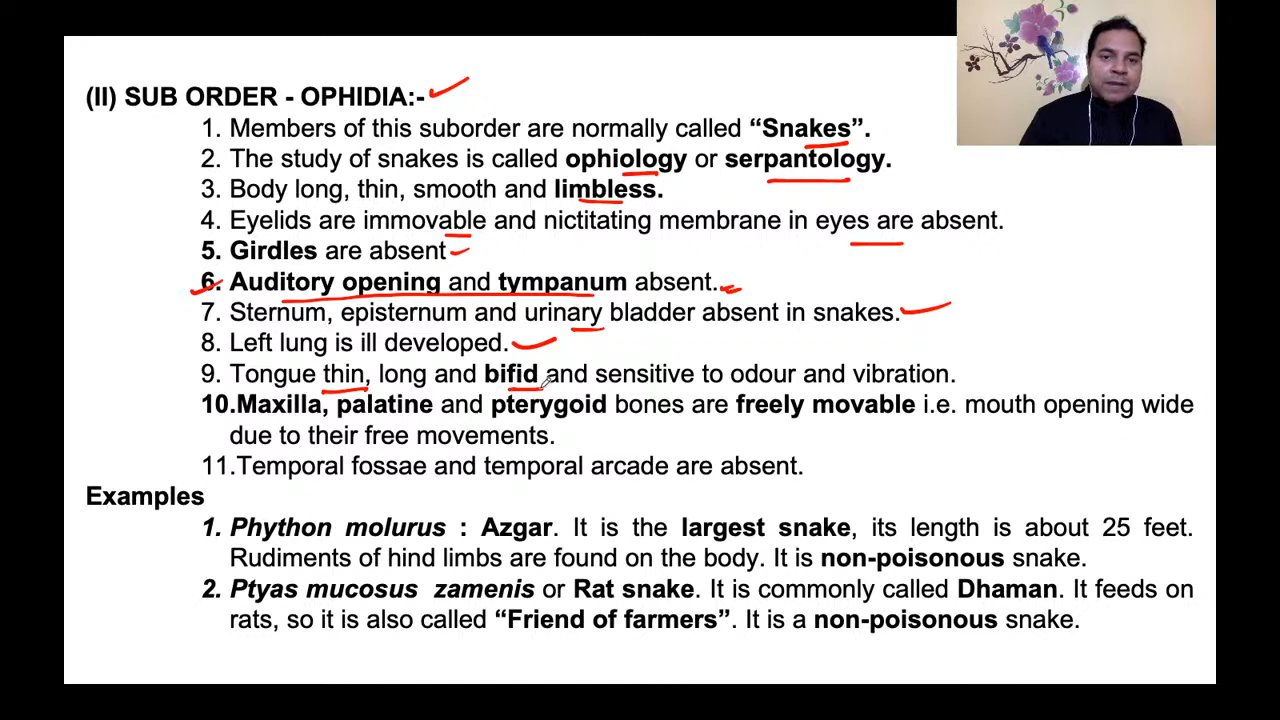 (II) SUB ORDER - OPHIDIA:-
1. Members of this suborder are normally called “Snakes”.
2. The study of snakes is called ophiology or serpantology.
3. Body long, thin, smooth and limbless.
4. Eyelids are immovable and nictitating membrane in eyes are absent.
5. Girdles are absent
6. Auditory opening and tympanum absent.
7. Sternum, episternum and urinary bladder absent in snakes.
8. Left lung is ill developed.
9. Tongue thin, long and bifid and sensitive to odour and vibration.
10.Maxilla, palatine and pterygoid bones are freely movable i.e. mouth opening wide
due to their free movements.
11.Temporal fossae and temporal arcade are absent.
Examples
1. Phython molurus : Azgar. It is the largest snake, its length is about 25 feet.
Rudiments of hind limbs are found on the body. It is non-poisonous snake.
2. Ptyas mucosus zamenis or Rat snake. It is commonly called Dhaman. It feeds on
rats, so it is also called “Friend of farmers”. It is a non-poisonous snake.